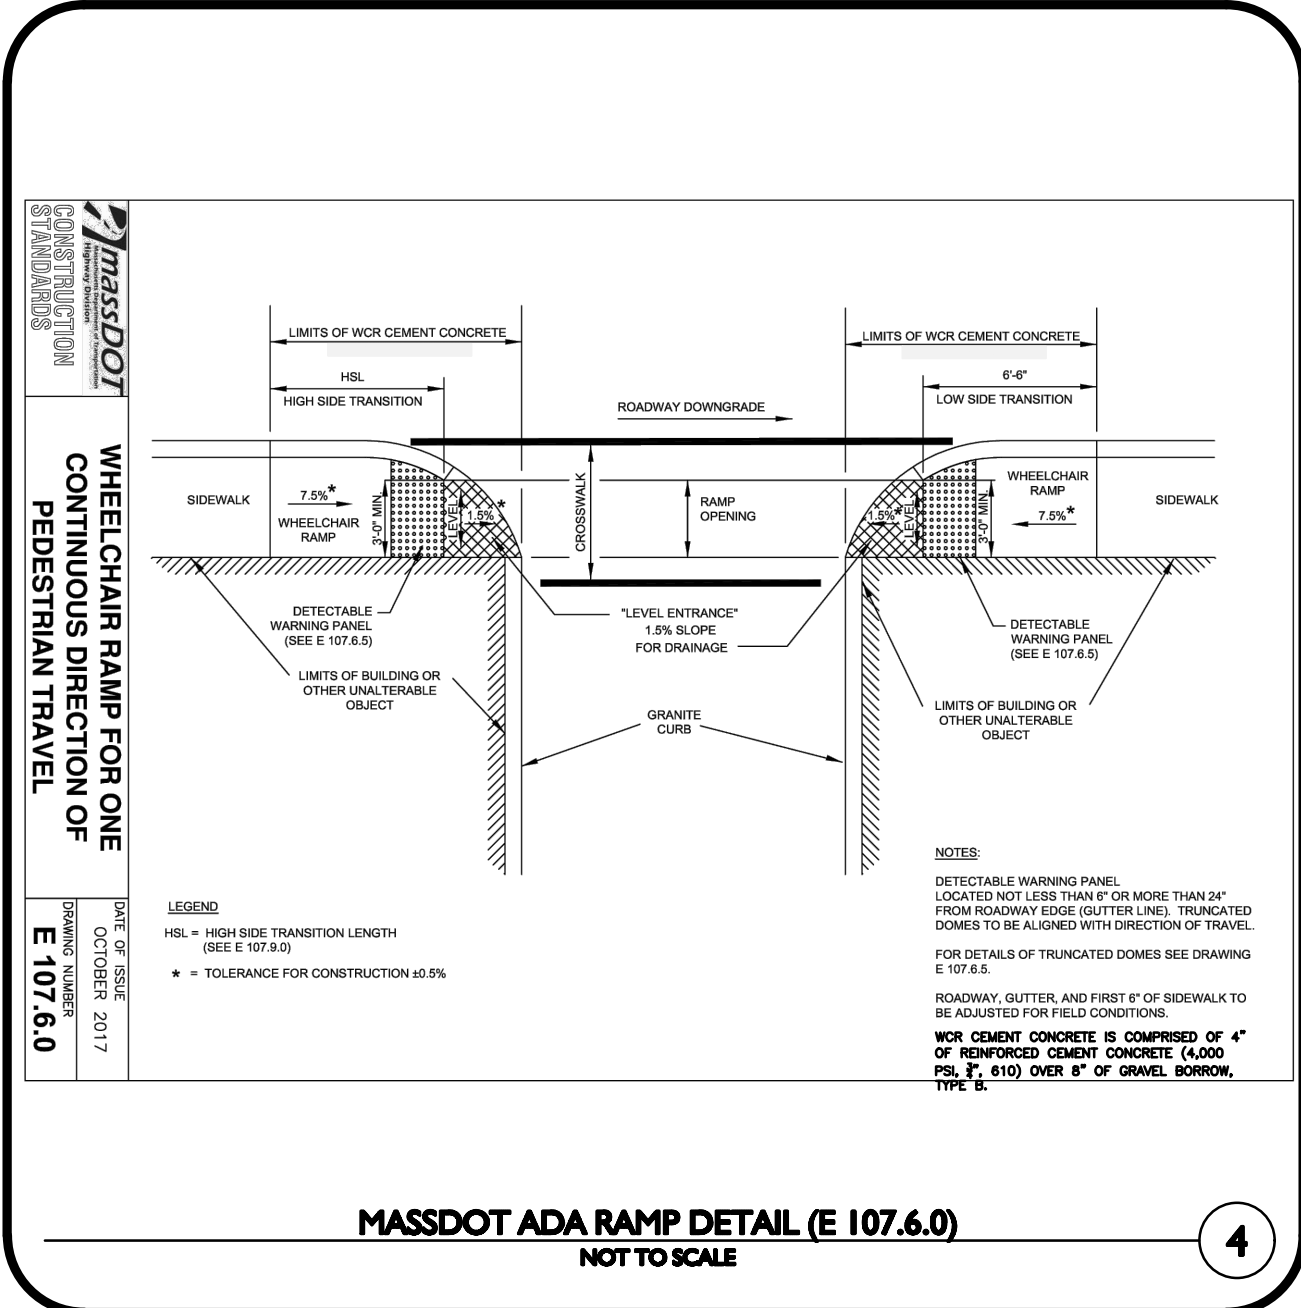 massDOT
Massachusetts Department of Transportation
Highway Division
CONSTRUCTION
STANDARDS
WHEELCHAIR RAMP FOR ONE
CONTINUOUS DIRECTION OF
PEDESTRIAN TRAVEL
DATE OF ISSUE
OCTOBER 2017
DRAWING NUMBER
E 107.6.0
LIMITS OF WCR CEMENT CONCRETE
HSL
HIGH SIDE TRANSITION
ROADWAY DOWNGRADE
LIMITS OF WCR CEMENT CONCRETE
6'-6"
LOW SIDE TRANSITION
SIDEWALK
7.5%*
WHEELCHAIR
RAMP
3'-0" MIN.
LEVEL
1.5%
*
CROSSWALK
RAMP
OPENING
1.5%*
LEVEL
3'-0" MIN.
WHEELCHAIR
RAMP
7.5%*
SIDEWALK
DETECTABLE
WARNING PANEL
(SEE E 107.6.5)
"LEVEL ENTRANCE"
1.5% SLOPE
FOR DRAINAGE
DETECTABLE
WARNING PANEL
(SEE E 107.6.5)
LIMITS OF BUILDING OR
OTHER UNALTERABLE
OBJECT
GRANITE
CURB
LIMITS OF BUILDING OR
OTHER UNALTERABLE
OBJECT
LEGEND
HSL = HIGH SIDE TRANSITION LENGTH
(SEE E 107.9.0)
* = TOLERANCE FOR CONSTRUCTION ±0.5%
NOTES:
DETECTABLE WARNING PANEL
LOCATED NOT LESS THAN 6" OR MORE THAN 24"
FROM ROADWAY EDGE (GUTTER LINE). TRUNCATED
DOMES TO BE ALIGNED WITH DIRECTION OF TRAVEL.
FOR DETAILS OF TRUNCATED DOMES SEE DRAWING
E 107.6.5.
ROADWAY, GUTTER, AND FIRST 6" OF SIDEWALK TO
BE ADJUSTED FOR FIELD CONDITIONS.
WCR CEMENT CONCRETE IS COMPRISED OF 4"
OF REINFORCED CEMENT CONCRETE (4,000
PSI, ¾", 610) OVER 8" OF GRAVEL BORROW,
TYPE B.
MASSDOT ADA RAMP DETAIL (E 107.6.0)
NOT TO SCALE
4